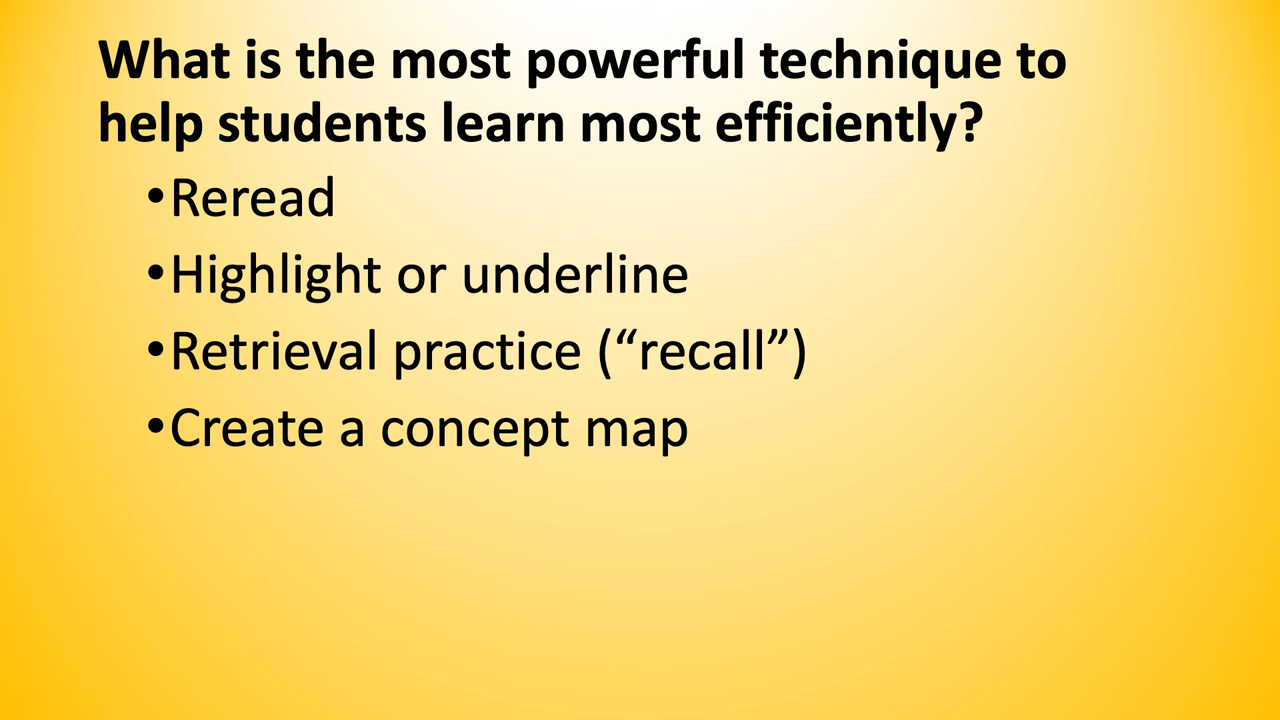 What is the most powerful technique to
help students learn most efficiently?
•Reread
•Highlight or underline
•Retrieval practice (“recall”)
•Create a concept map